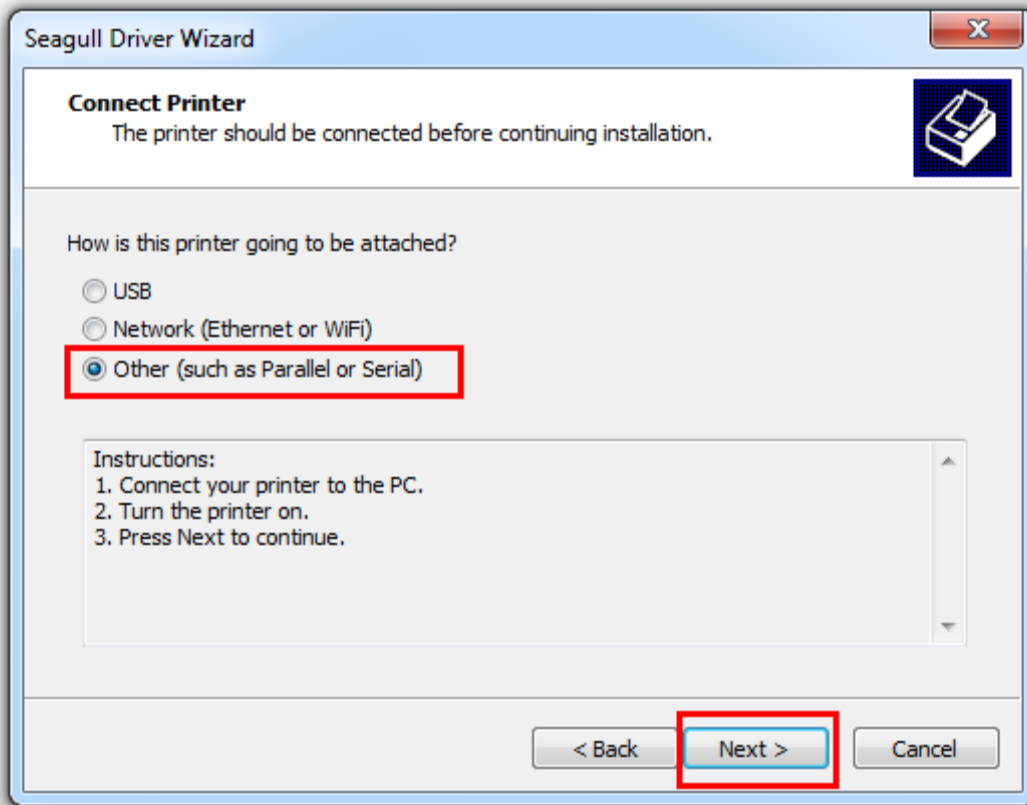 Seagull Driver Wizard
Connect Printer
The printer should be connected before continuing installation.
How is this printer going to be attached?
USB
Network (Ethernet or WiFi)
Other (such as Parallel or Serial)
Instructions:
1. Connect your printer to the PC.
2. Turn the printer on.
3. Press Next to continue.
< Back Next > Cancel